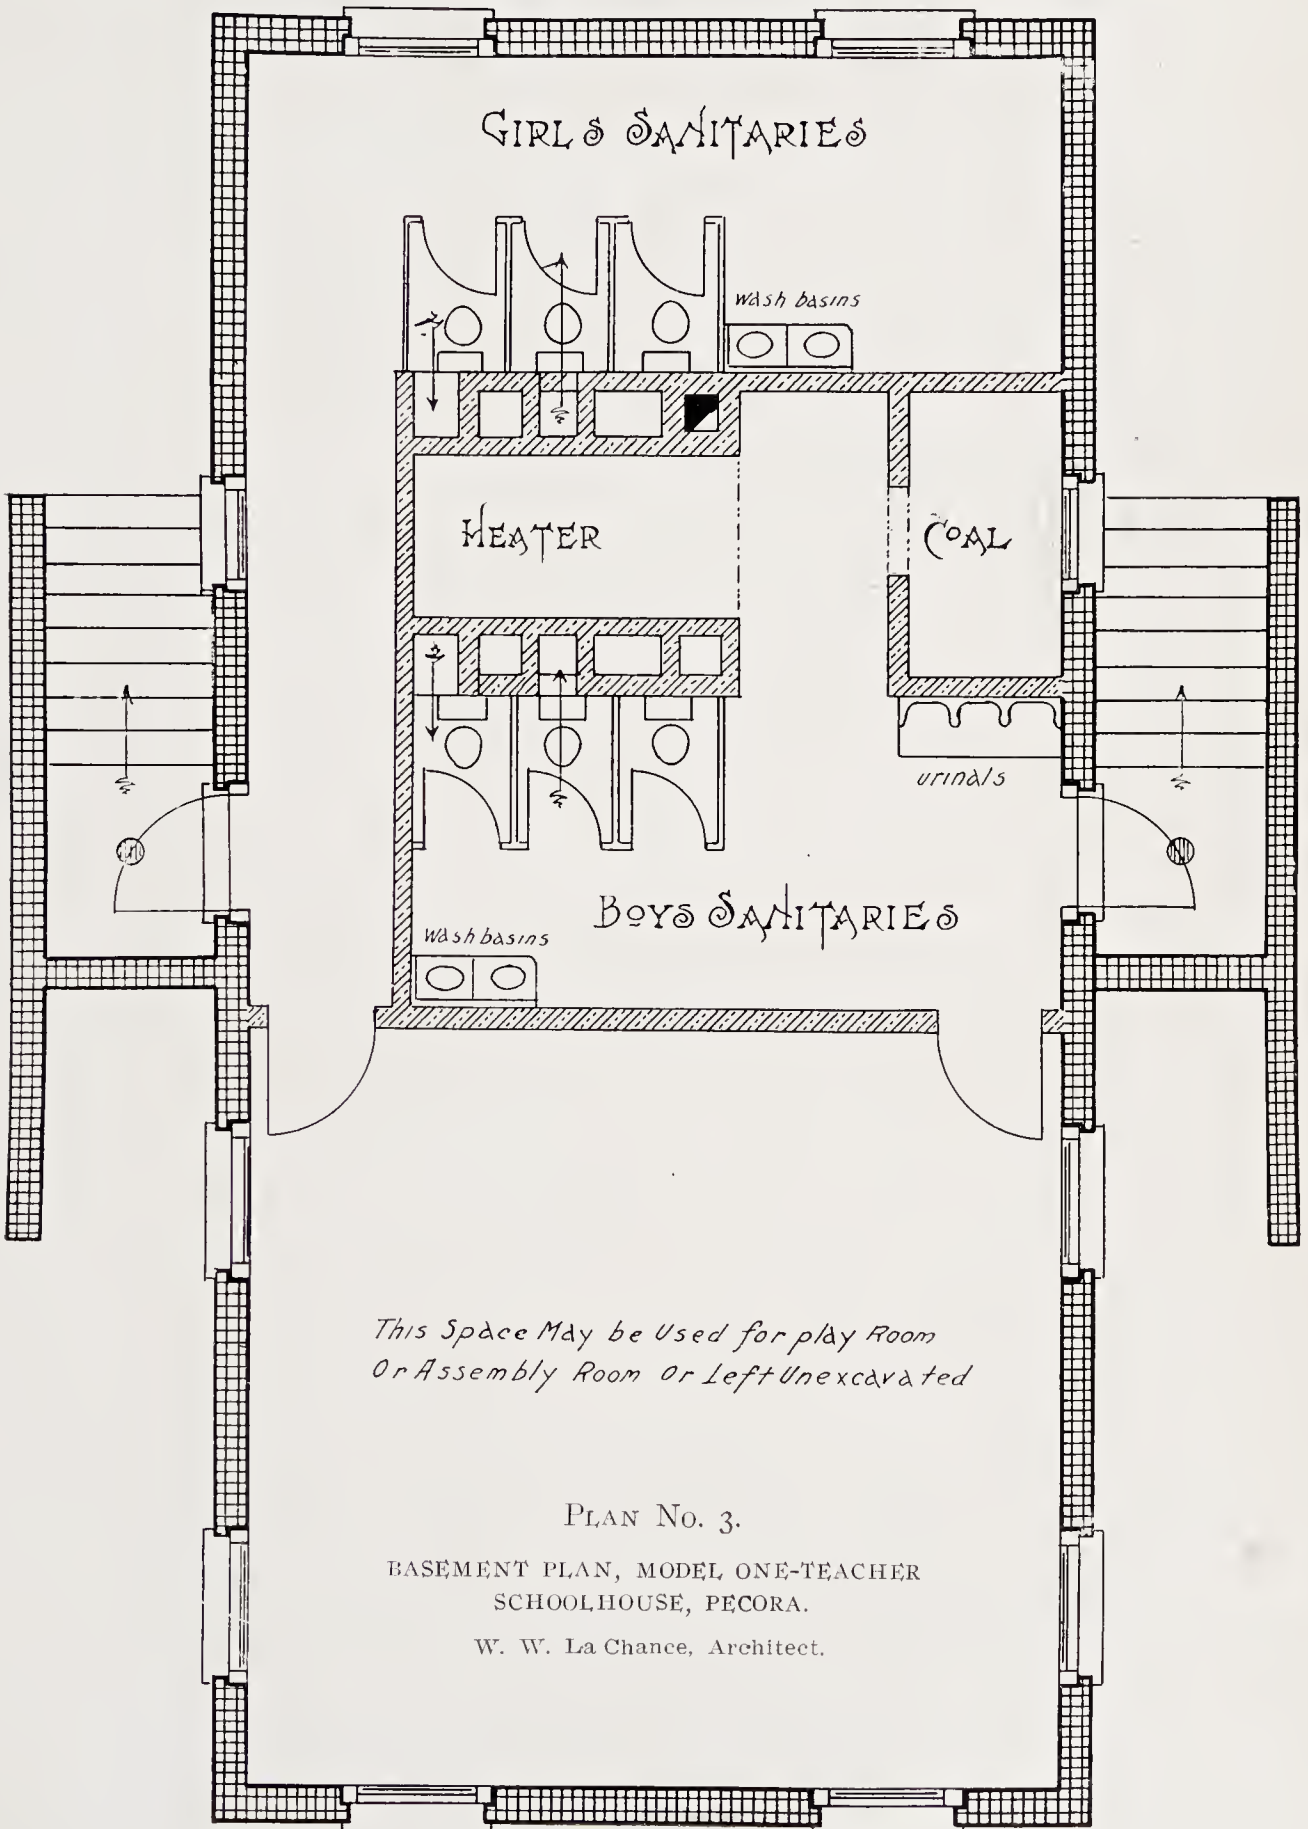 GIRLS SANITARIES
wash basins
HEATER
COAL
urinals
BOYS SANITARIES
Wash basins
This Space May be Used for play Room
Or Assembly Room Or Left Unexcavated
PLAN No. 3.
BASEMENT PLAN, MODEL ONE-TEACHER
SCHOOLHOUSE, PECORA.
W. W. La Chance, Architect.